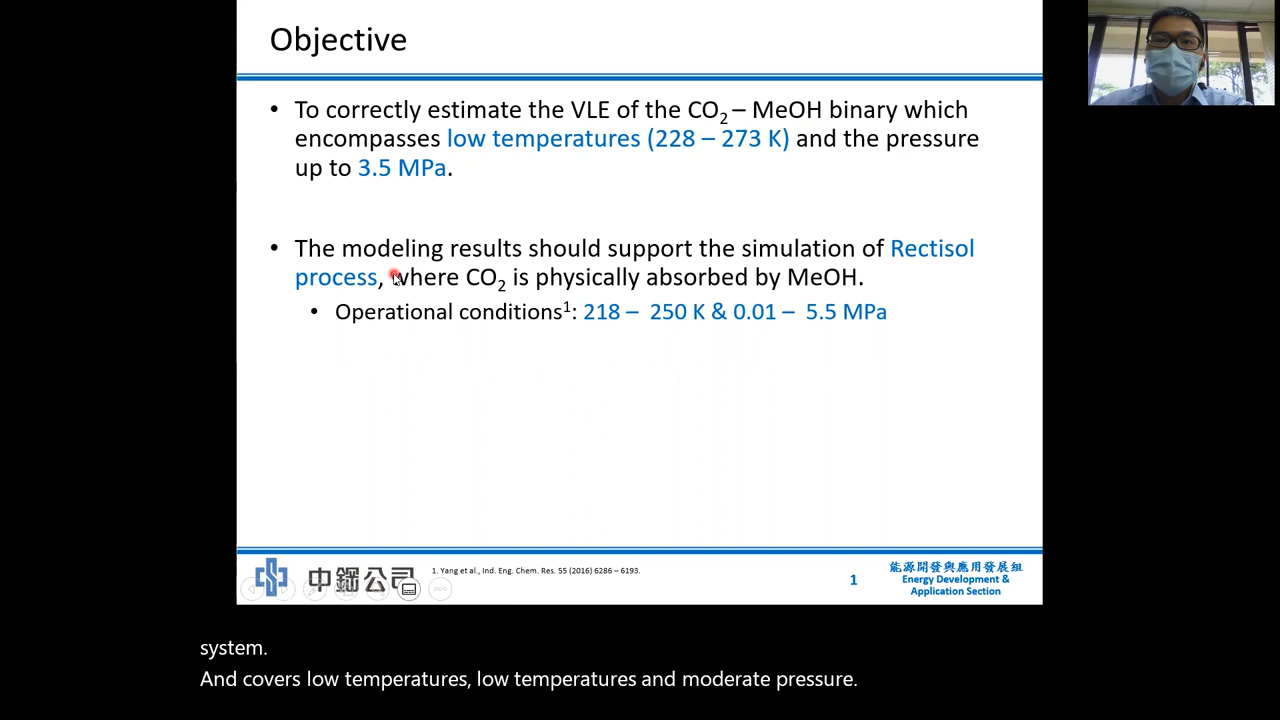 Objective
• To correctly estimate the VLE of the CO2 – MeOH binary which
encompasses low temperatures (228 – 273 K) and the pressure
up to 3.5 MPa.
• The modeling results should support the simulation of Rectisol
process, where CO2 is physically absorbed by MeOH.
• Operational conditions1: 218 – 250 K & 0.01 – 5.5 MPa
中鋼公司
1. Yang et al., Ind. Eng. Chem. Res. 55 (2016) 6286 – 6193.
1
能源開發與應用發展組
Energy Development &
Application Section
system.
And covers low temperatures, low temperatures and moderate pressure.